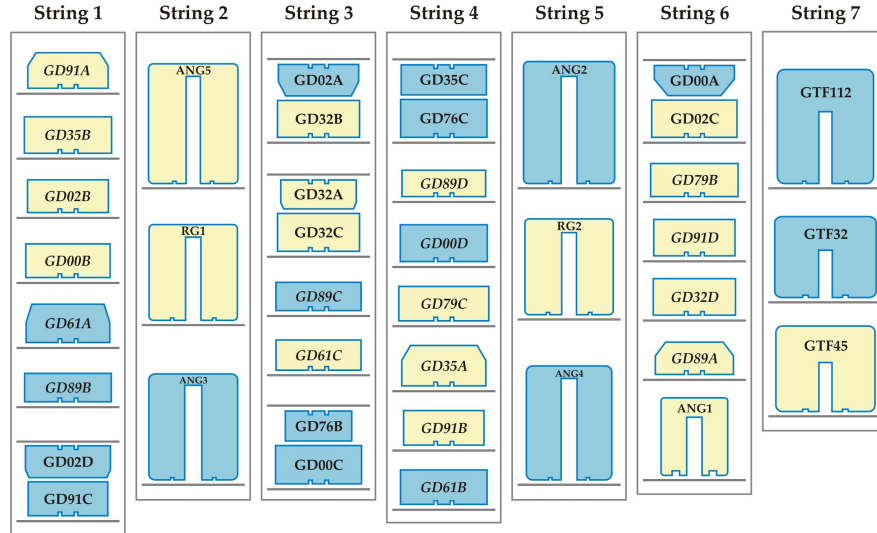 String 1
String 2
String 3
String 4
String 5
String 6
String 7
GD91A
GD35B
GD02B
GD00B
GD61A
GD89B
GD02D
GD91C
ANG5
RG1
ANG3
GD02A
GD32B
GD32A
GD32C
GD89C
GD61C
GD76B
GD00C
GD35C
GD76C
GD89D
GD00D
GD79C
GD35A
GD91B
GD61B
ANG2
RG2
ANG4
GD00A
GD02C
GD79B
GD91D
GD32D
GD89A
ANG1
GTF112
GTF32
GTF45